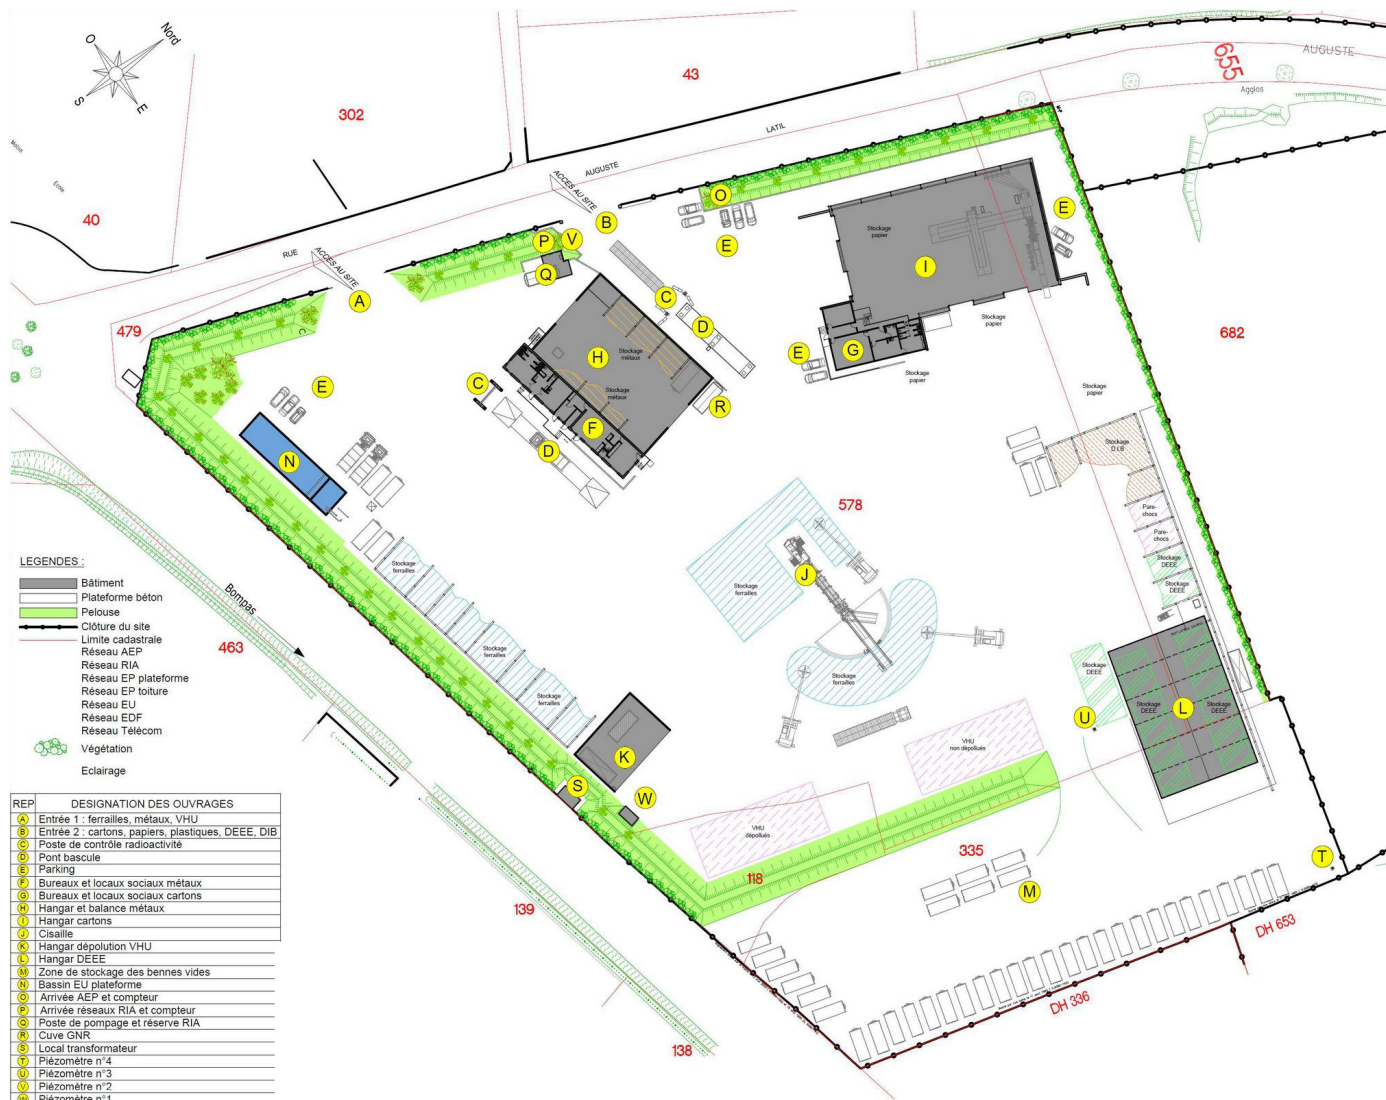 Nord
O
S
E
43
302
40
AUGUSTE
655
Agglos
LATIL
AUGUSTE
RUE
ACCES AU SITE
ACCES AU SITE
Ecole
479
682
A
B
P
V
Q
O
E
E
I
Stockage
papier
Stockage
papier
Stockage
papier
Stockage
papier
Stockage
papier
C
D
H
Stockage
métaux
Stockage
métaux
R
E
G
E
C
F
D
N
578
Stockage
D.I.B
Pare-
chocs
Pare-
chocs
Stockage
DEEE
Stockage
DEEE
Stockage
ferrailles
J
Stockage
ferrailles
Stockage
ferrailles
Stockage
ferrailles
Stockage
ferrailles
Stockage
DEEE
U
Stockage
DEEE
L
Stockage
DEEE
K
S
W
VHU
non dépollués
VHU
dépollués
118
335
M
T
DH 653
DH 336
Bompas
463
139
138
LEGENDES :
Bâtiment
Plateforme béton
Pelouse
Clôture du site
Limite cadastrale
Réseau AEP
Réseau RIA
Réseau EP plateforme
Réseau EP toiture
Réseau EU
Réseau EDF
Réseau Télécom
Végétation
Eclairage
REP DESIGNATION DES OUVRAGES
A Entrée 1 : ferrailles, métaux, VHU
B Entrée 2 : cartons, papiers, plastiques, DEEE, DIB
C Poste de contrôle radioactivité
D Pont bascule
E Parking
F Bureaux et locaux sociaux métaux
G Bureaux et locaux sociaux cartons
H Hangar et balance métaux
I Hangar cartons
J Cisaille
K Hangar dépolution VHU
L Hangar DEEE
M Zone de stockage des bennes vides
N Bassin EU plateforme
O Arrivée AEP et compteur
P Arrivée réseaux RIA et compteur
Q Poste de pompage et réserve RIA
R Cuve GNR
S Local transformateur
T Piézomètre n°4
U Piézomètre n°3
V Piézomètre n°2
W Piézomètre n°1